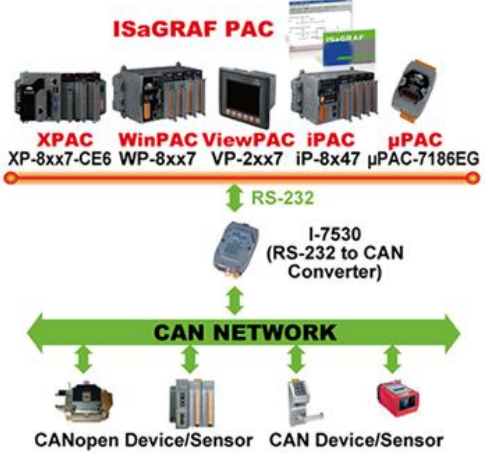 ISaGRAF PAC
ISaGRAF
XPAC WinPAC ViewPAC iPAC µPAC
XP-8xx7-CE6 WP-8xx7 VP-2xx7 iP-8x47 µPAC-7186EG
RS-232
I-7530
(RS-232 to CAN
Converter)
CAN NETWORK
CANopen Device/Sensor CAN Device/Sensor